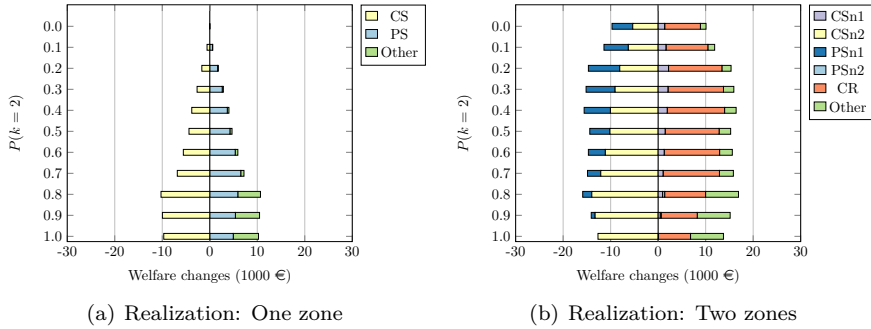 0.0
0.1
0.2
0.3
0.4
0.5
0.6
0.7
0.8
0.9
1.0
P(k = 2)
-30 -20 -10 0 10 20 30
Welfare changes (1000 €)
CS
PS
Other
(a) Realization: One zone
0.0
0.1
0.2
0.3
0.4
0.5
0.6
0.7
0.8
0.9
1.0
P(k = 2)
-30 -20 -10 0 10 20 30
Welfare changes (1000 €)
CSn1
CSn2
PSn1
PSn2
CR
Other
(b) Realization: Two zones